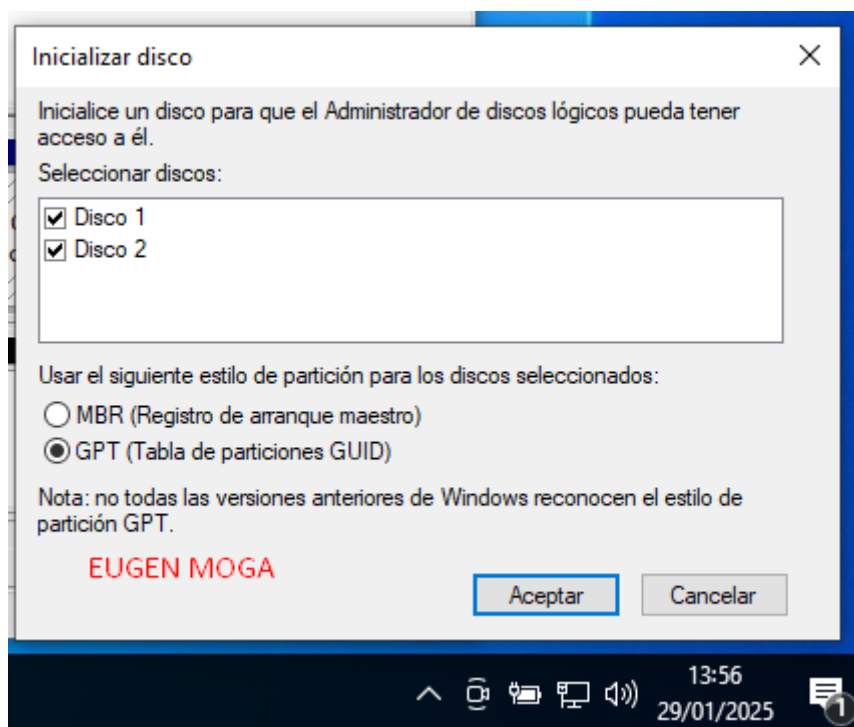 Inicializar disco
Inicialice un disco para que el Administrador de discos lógicos pueda tener
acceso a él.
Seleccionar discos:
Disco 1
Disco 2
Usar el siguiente estilo de partición para los discos seleccionados:
MBR (Registro de arranque maestro)
GPT (Tabla de particiones GUID)
Nota: no todas las versiones anteriores de Windows reconocen el estilo de
partición GPT.
EUGEN MOGA
Aceptar
Cancelar
13:56
29/01/2025
1